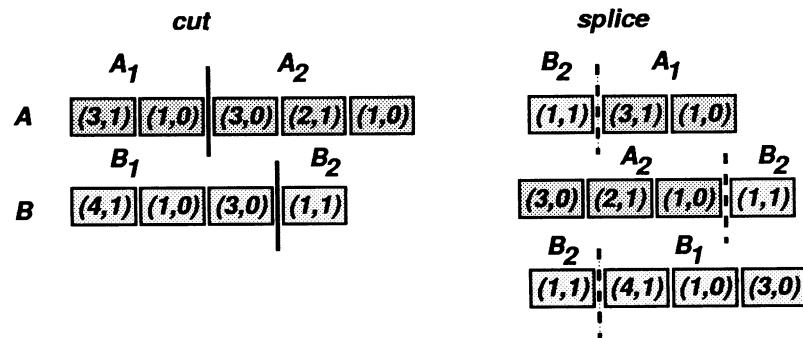 cut
A1 A2
A (3,1) (1,0) (3,0) (2,1) (1,0)
B1 B2
B (4,1) (1,0) (3,0) (1,1)
splice
B2 A1
(1,1) (3,1) (1,0)
A2 B2
(3,0) (2,1) (1,0) (1,1)
B2 B1
(1,1) (4,1) (1,0) (3,0)